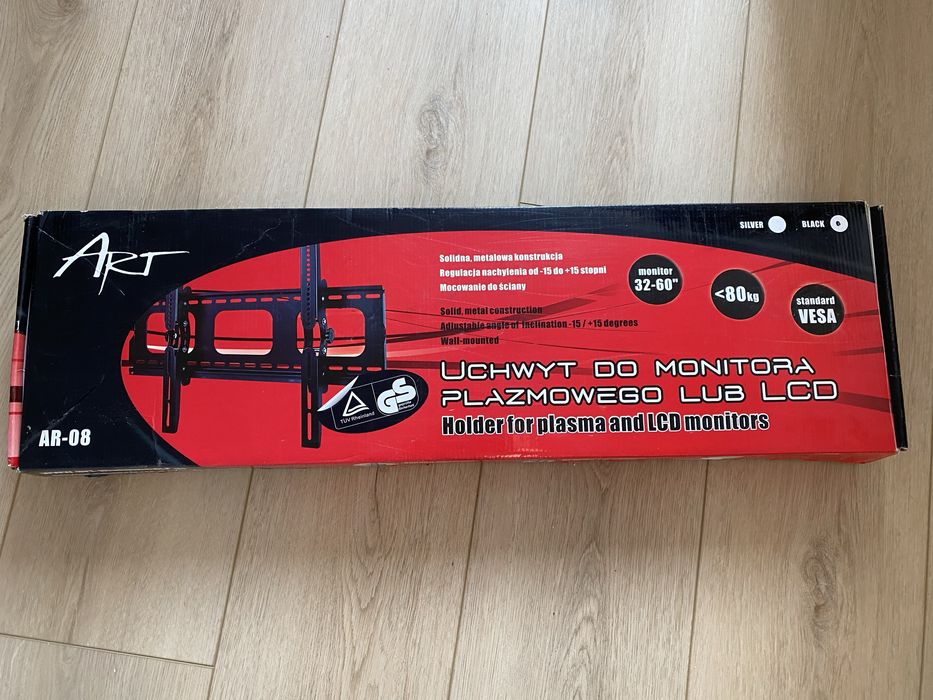 ART
SILVER
BLACK
Solidna, metalowa konstrukcja
Regulacja nachylenia od -15 do +15 stopni
Mocowanie do ściany
monitor
32-60"
<80kg
standard
VESA
Solid, metal construction
Adjustable angle of inclination -15 / +15 degrees
Wall-mounted
UCHWYT DO MONITORA
PLAZMOWEGO LUB LCD
Holder for plasma and LCD monitors
TÜV Rheinland
GS
AR-08